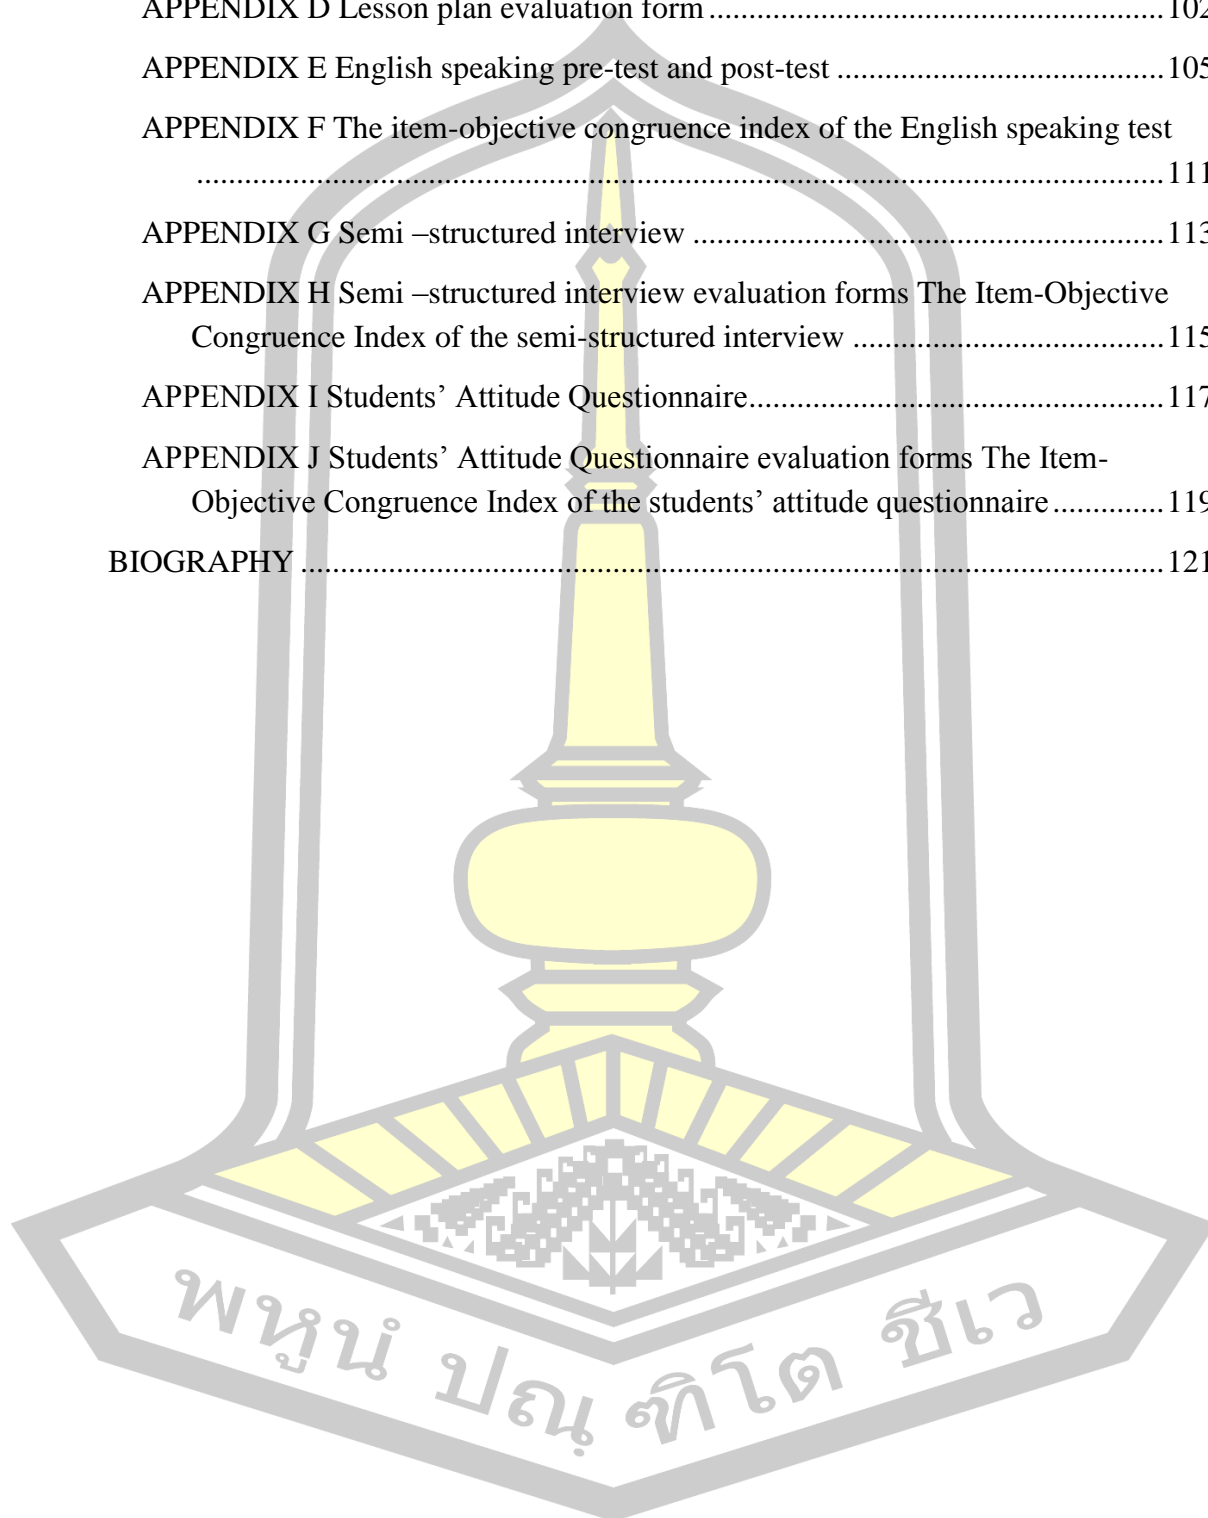 APPENDIX D Lesson plan evaluation form ........................................................ 102
APPENDIX E English speaking pre-test and post-test ........................................ 105
APPENDIX F The item-objective congruence index of the English speaking test
........................................................................................................................ 111
APPENDIX G Semi –structured interview .......................................................... 113
APPENDIX H Semi –structured interview evaluation forms The Item-Objective
Congruence Index of the semi-structured interview ...................................... 115
APPENDIX I Students’ Attitude Questionnaire................................................... 117
APPENDIX J Students’ Attitude Questionnaire evaluation forms The Item-
Objective Congruence Index of the students’ attitude questionnaire .............. 119
BIOGRAPHY ........................................................................................................... 121
พหูนํ ปณฺฑิโต ชีเว